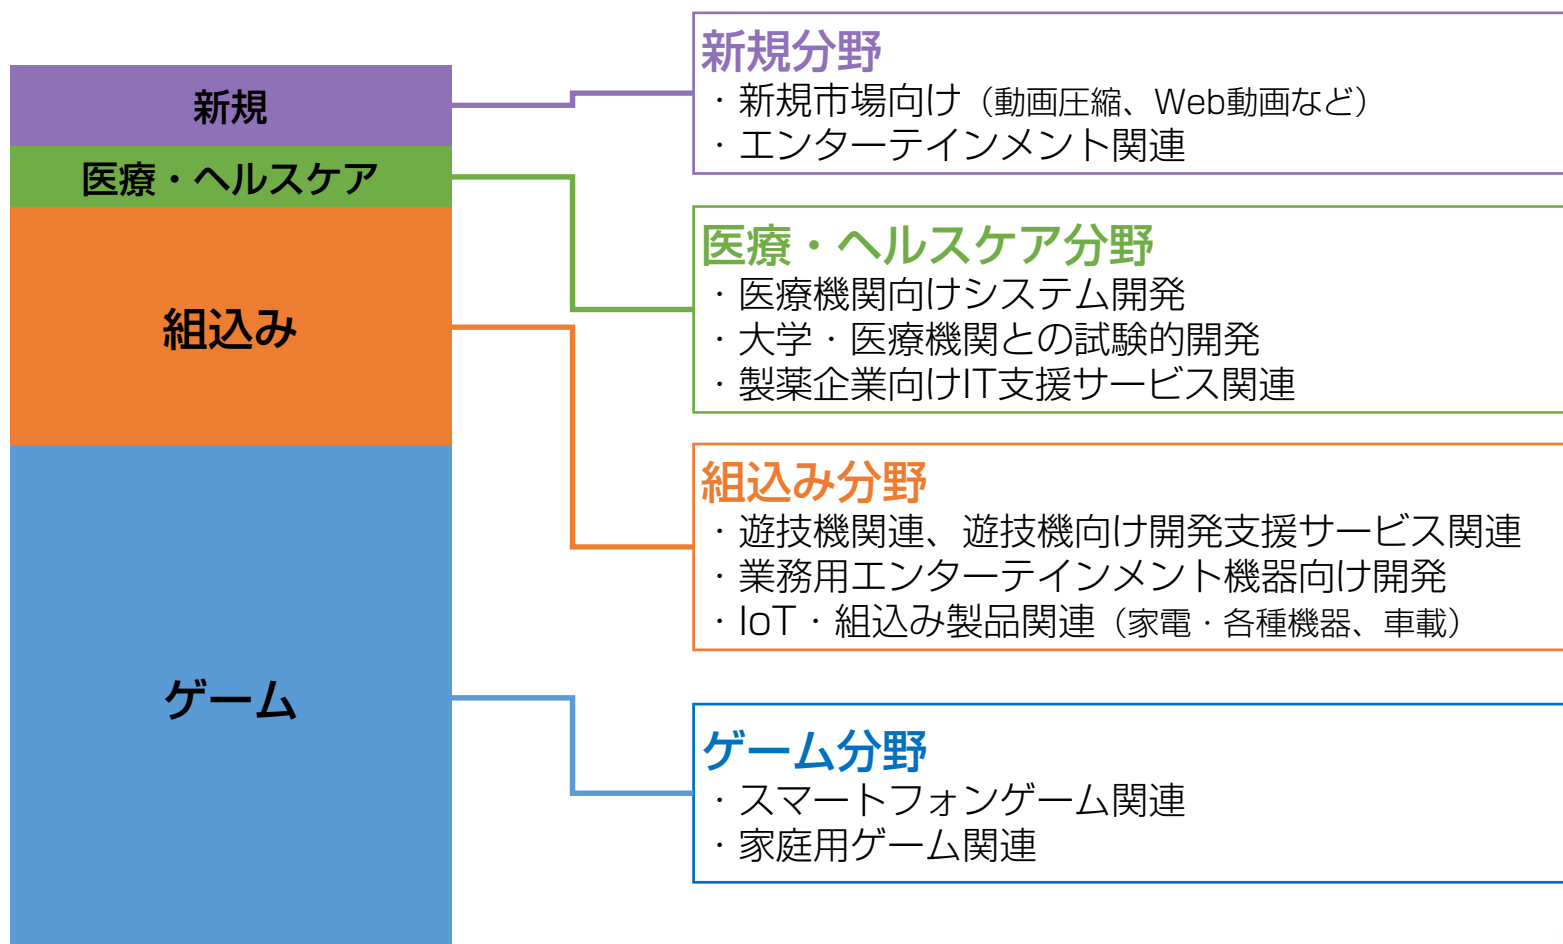 新規
医療・ヘルスケア
組込み
ゲーム
新規分野
・新規市場向け（動画圧縮、Web動画など）
・エンターテインメント関連
医療・ヘルスケア分野
・医療機関向けシステム開発
・大学・医療機関との試験的開発
・製薬企業向けIT支援サービス関連
組込み分野
・遊技機関連、遊技機向け開発支援サービス関連
・業務用エンターテインメント機器向け開発
・IoT・組込み製品関連（家電・各種機器、車載）
ゲーム分野
・スマートフォンゲーム関連
・家庭用ゲーム関連